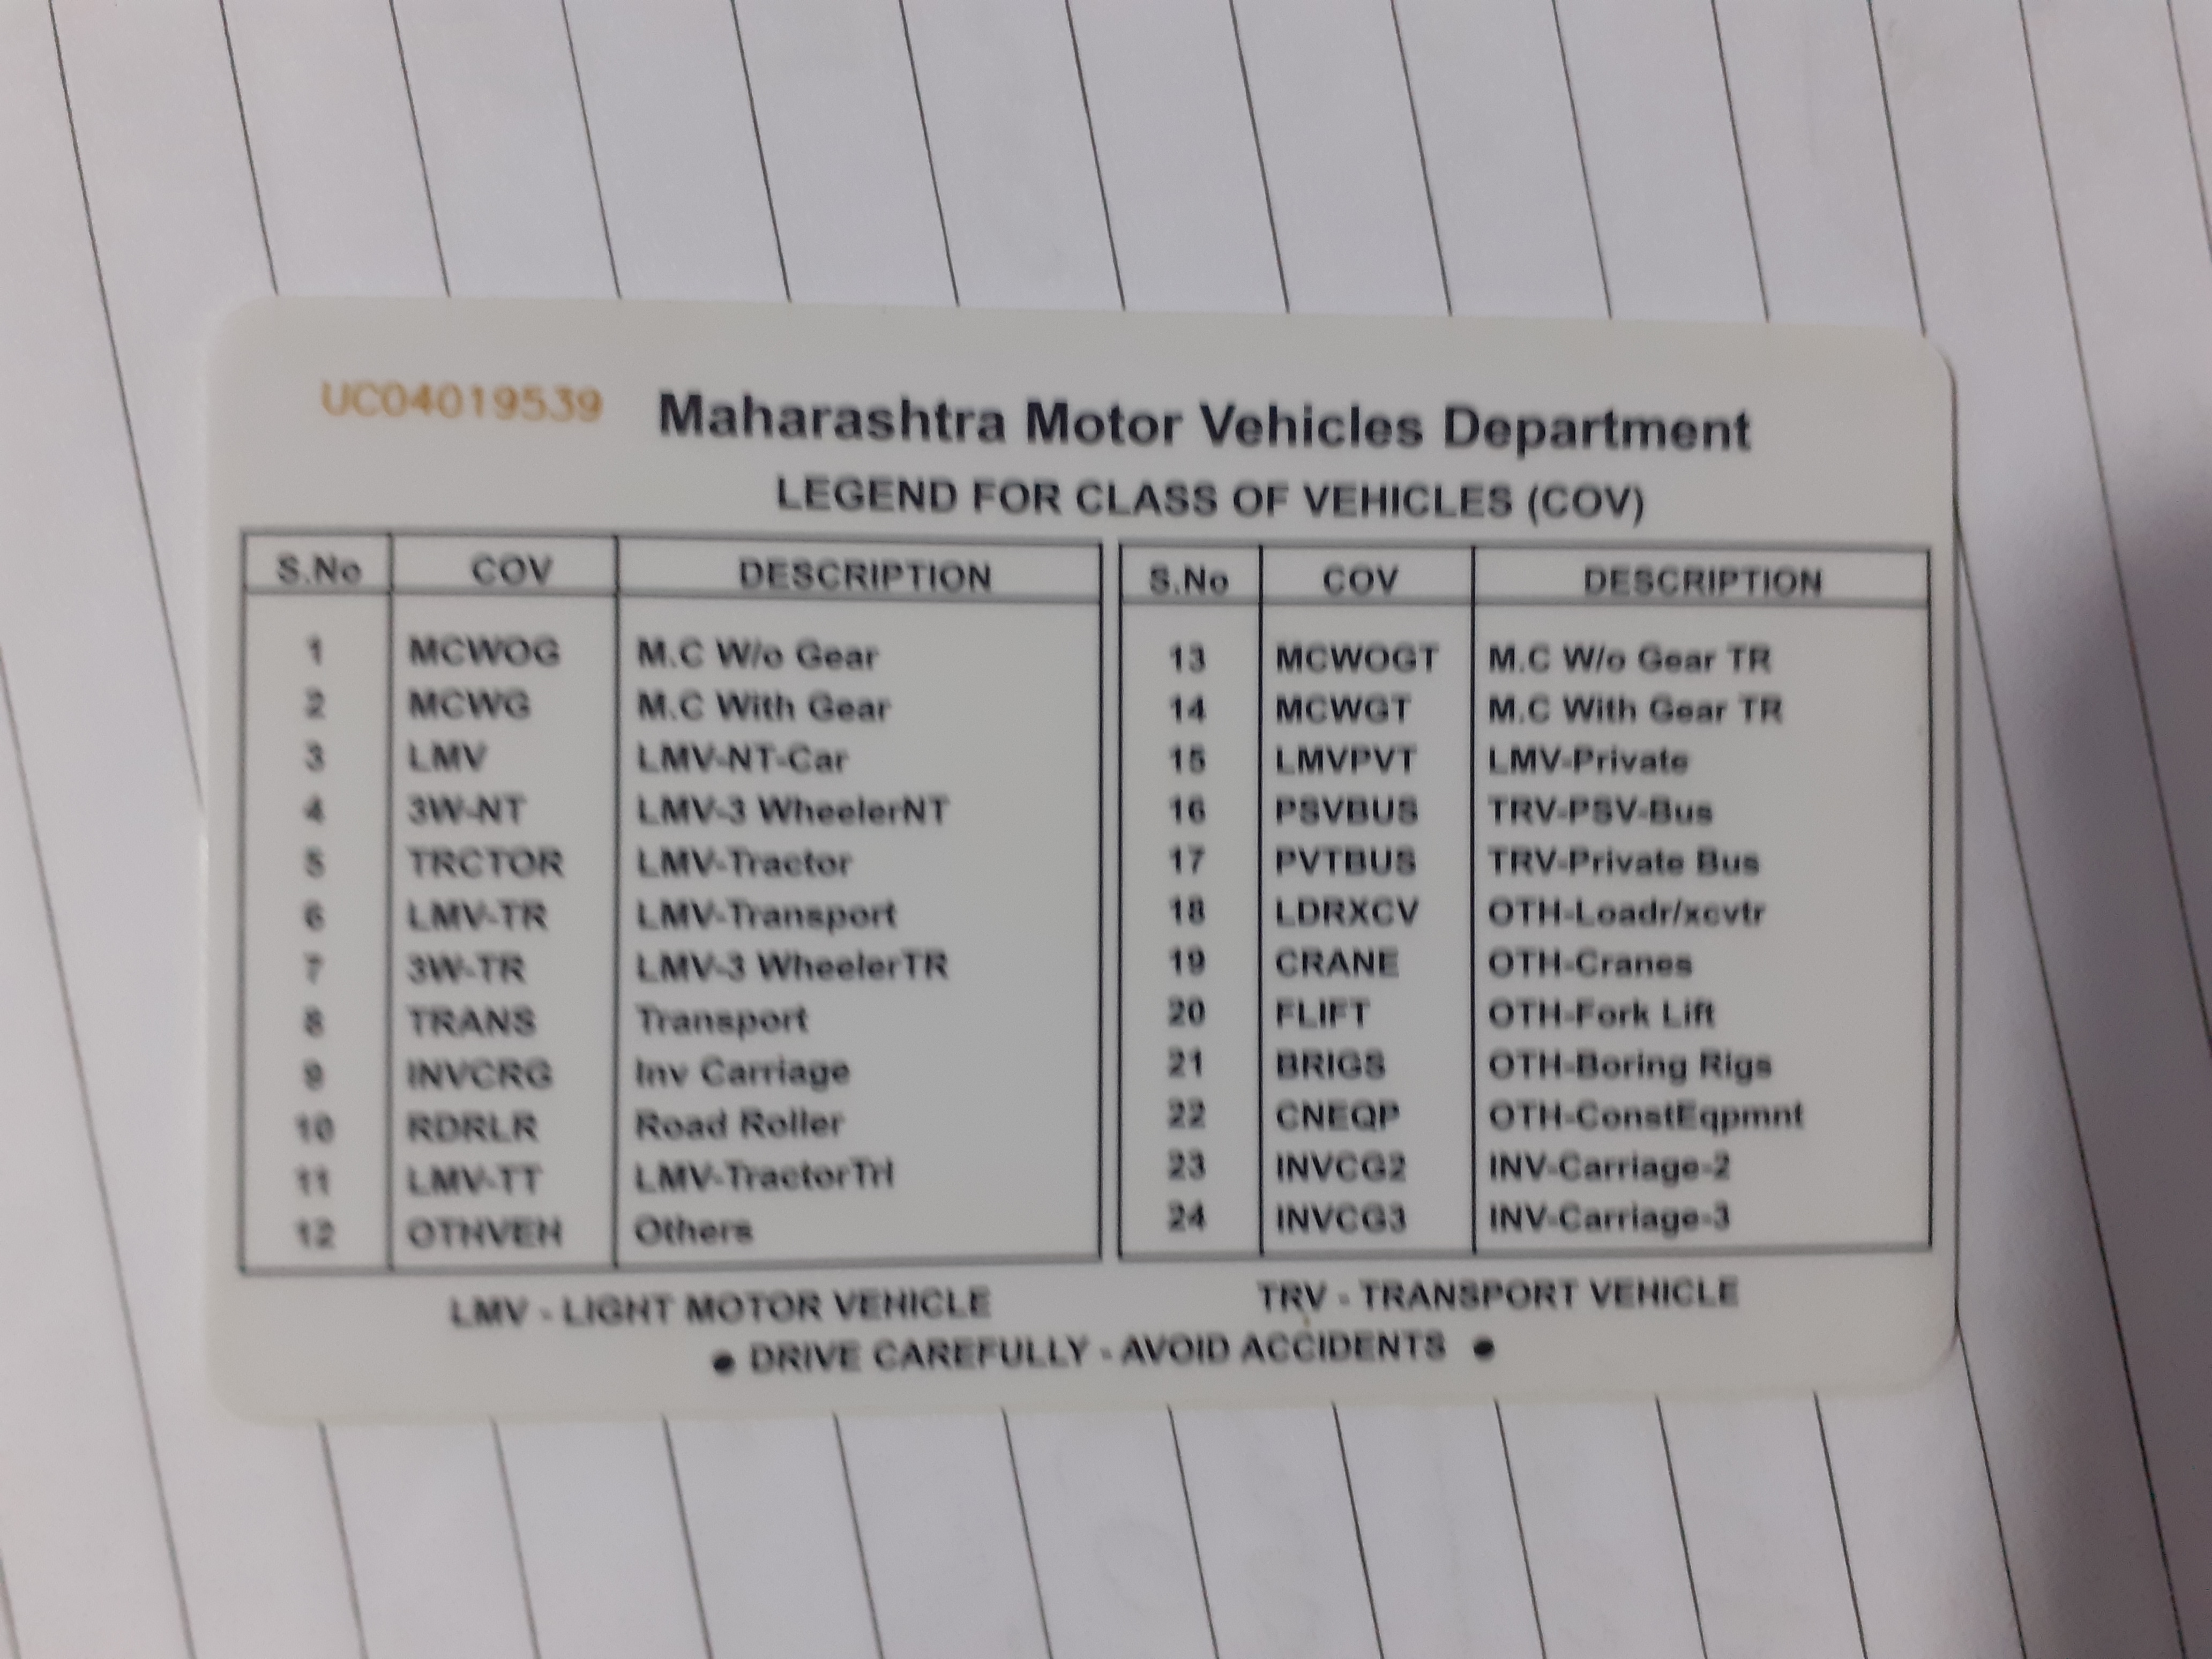 UC04019539 Maharashtra Motor Vehicles Department
LEGEND FOR CLASS OF VEHICLES (COV)
S.No COV DESCRIPTION
1 MCWOG M.C W/o Gear
2 MCWG M.C With Gear
3 LMV LMV-NT-Car
4 3W-NT LMV-3 WheelerNT
5 TRCTOR LMV-Tractor
6 LMV-TR LMV-Transport
7 3W-TR LMV-3 WheelerTR
8 TRANS Transport
9 INVCRG Inv Carriage
10 RDRLR Road Roller
11 LMV-TT LMV-TractorTrl
12 OTHVEH Others
S.No COV DESCRIPTION
13 MCWOGT M.C W/o Gear TR
14 MCWGT M.C With Gear TR
15 LMVPVT LMV-Private
16 PSVBUS TRV-PSV-Bus
17 PVTBUS TRV-Private Bus
18 LDRXCV OTH-Loadr/xcvtr
19 CRANE OTH-Cranes
20 FLIFT OTH-Fork Lift
21 BRIGS OTH-Boring Rigs
22 CNEQP OTH-ConstEqpmnt
23 INVCG2 INV-Carriage-2
24 INVCG3 INV-Carriage-3
LMV - LIGHT MOTOR VEHICLE TRV - TRANSPORT VEHICLE
● DRIVE CAREFULLY - AVOID ACCIDENTS ●